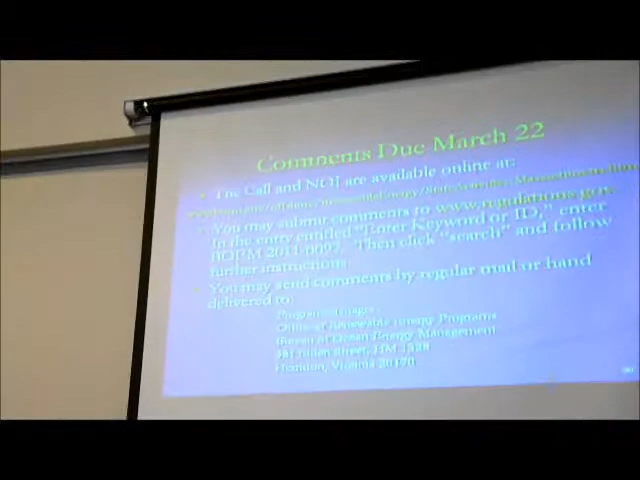 Comments Due March 22
The Call and NOI are available online at:
You may submit comments to www.regulations.gov.
In the entry entitled "Enter Keyword or ID," enter
BOEM-2011-0097. Then click "search" and follow
further instructions.
You may send comments by regular mail or hand
delivered to:
Program Manager
Office of Renewable Energy Programs
Bureau of Ocean Energy Management
381 Elden Street, HM 1328
Herndon, Virginia 20170